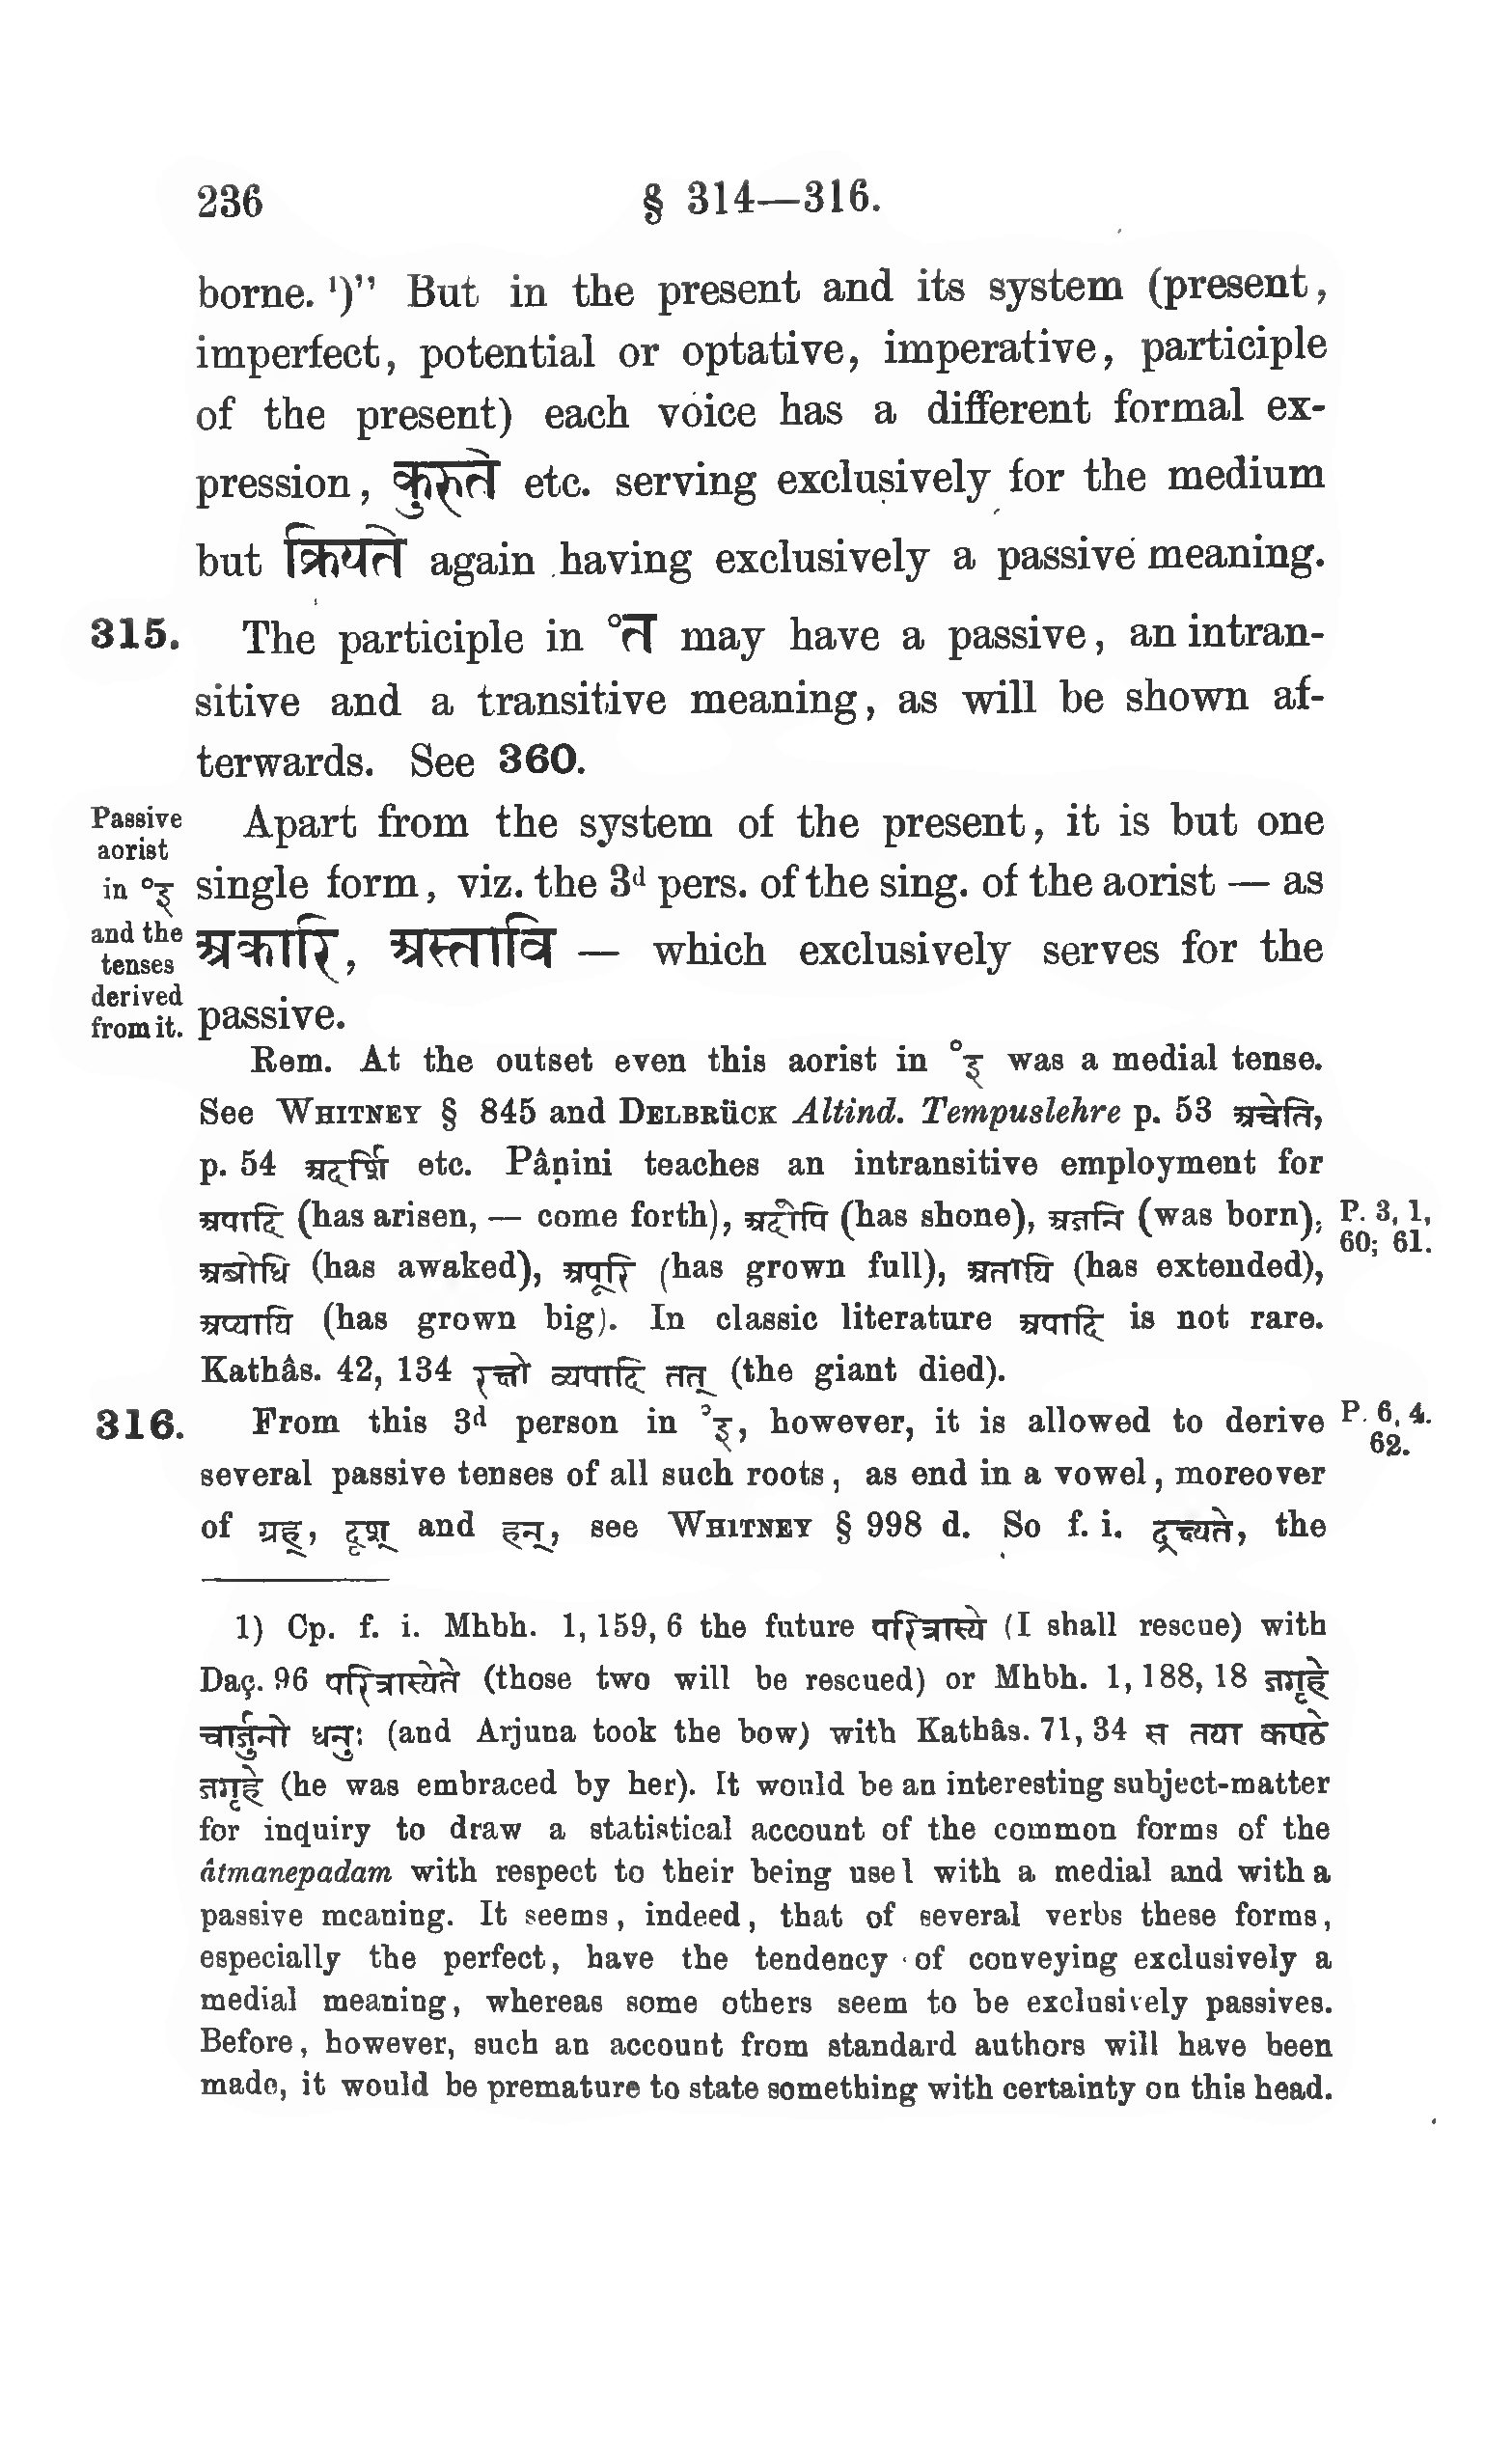 236
§ 314—316.
borne. ¹)” But in the present and its system (present,
imperfect, potential or optative, imperative, participle
of the present) each voice has a different formal ex-
pression, कुरुते etc. serving exclusively for the medium
but क्रियते again having exclusively a passive meaning.
315. The participle in °त may have a passive, an intran-
sitive and a transitive meaning, as will be shown af-
terwards. See 360.
Passive
aorist
in °इ
and the
tenses
derived
from it.
Apart from the system of the present, it is but one
single form, viz. the 3d pers. of the sing. of the aorist — as
अकारि, अस्तावि — which exclusively serves for the
passive.
Rem. At the outset even this aorist in °इ was a medial tense.
See WHITNEY § 845 and DELBRüCK Altind. Tempuslehre p. 53 अचेति,
p. 54 अदर्शि etc. Pâṇini teaches an intransitive employment for
अपादि (has arisen, — come forth), अदीपि (has shone), अजनि (was born),
P. 3, 1,
60; 61.
अबोधि (has awaked), अपूरि (has grown full), अतायि (has extended),
अप्यायि (has grown big). In classic literature अपादि is not rare.
Kathâs. 42, 134 रक्षो व्यपादि तत् (the giant died).
316. From this 3d person in °इ, however, it is allowed to derive
P. 6, 4.
62.
several passive tenses of all such roots, as end in a vowel, moreover
of ग्रह्, दृश् and हन्, see WHITNEY § 998 d. So f. i. द्रक्ष्यते, the
1) Cp. f. i. Mhbh. 1, 159, 6 the future परित्रास्ये (I shall rescue) with
Daç. 96 परित्रास्येते (those two will be rescued) or Mhbh. 1, 188, 18 जगृहे
चार्जुनो धनुः (and Arjuna took the bow) with Kathâs. 71, 34 स तया कण्ठे
जगृहे (he was embraced by her). It would be an interesting subject-matter
for inquiry to draw a statistical account of the common forms of the
âtmanepadam with respect to their being used with a medial and with a
passive meaning. It seems, indeed, that of several verbs these forms,
especially the perfect, have the tendency of conveying exclusively a
medial meaning, whereas some others seem to be exclusively passives.
Before, however, such an account from standard authors will have been
made, it would be premature to state something with certainty on this head.